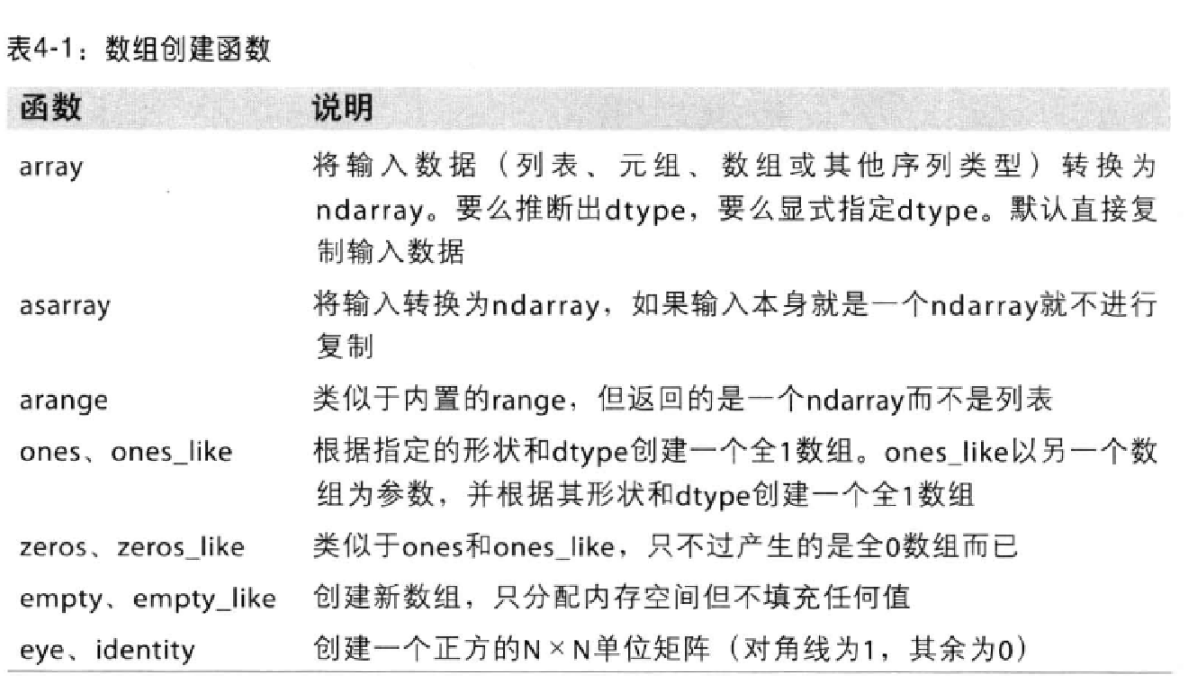 表4-1：数组创建函数
函数 说明
array 将输入数据（列表、元组、数组或其他序列类型）转换为
ndarray。要么推断出dtype，要么显式指定dtype。默认直接复
制输入数据
asarray 将输入转换为ndarray，如果输入本身就是一个ndarray就不进行
复制
arange 类似于内置的range，但返回的是一个ndarray而不是列表
ones、ones_like 根据指定的形状和dtype创建一个全1数组。ones_like以另一个数
组为参数，并根据其形状和dtype创建一个全1数组
zeros、zeros_like 类似于ones和ones_like，只不过产生的是全0数组而已
empty、empty_like 创建新数组，只分配内存空间但不填充任何值
eye、identity 创建一个正方的N×N单位矩阵（对角线为1，其余为0）